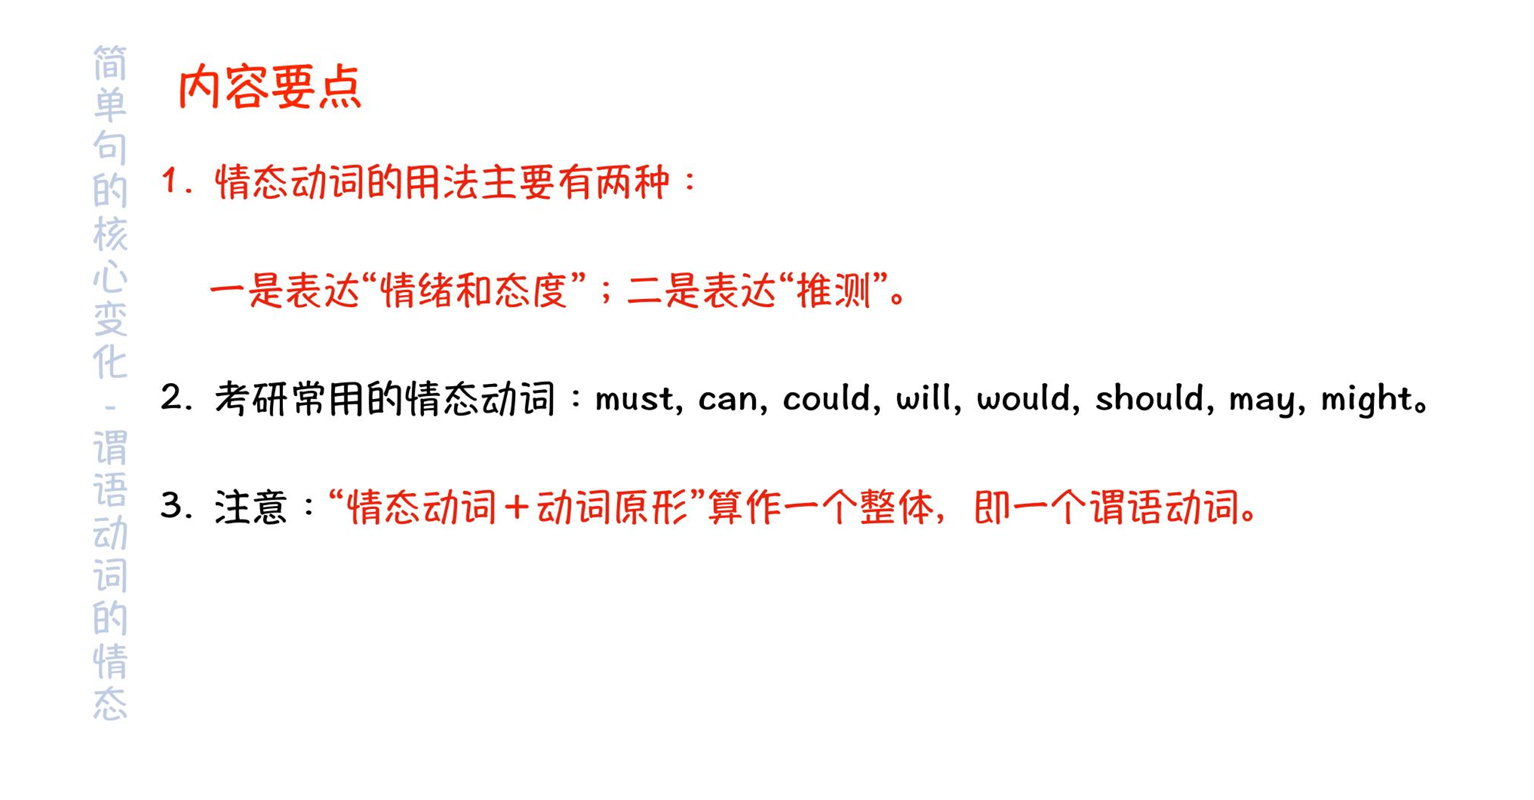 简单句的核心变化-谓语动词的情态
内容要点
1. 情态动词的用法主要有两种：
一是表达“情绪和态度”；二是表达“推测”。
2. 考研常用的情态动词：must, can, could, will, would, should, may, might。
3. 注意：“情态动词＋动词原形”算作一个整体，即一个谓语动词。